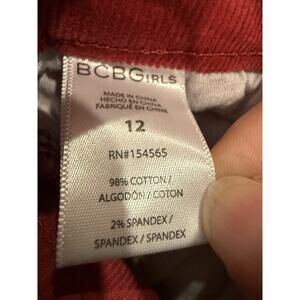 BCBGIRLS
MADE IN CHINA
HECHO EN CHINA
FABRIQUÉ EN CHINE
12
RN#154565
98% COTTON /
ALGODÓN / COTON
2% SPANDEX /
SPANDEX / SPANDEX